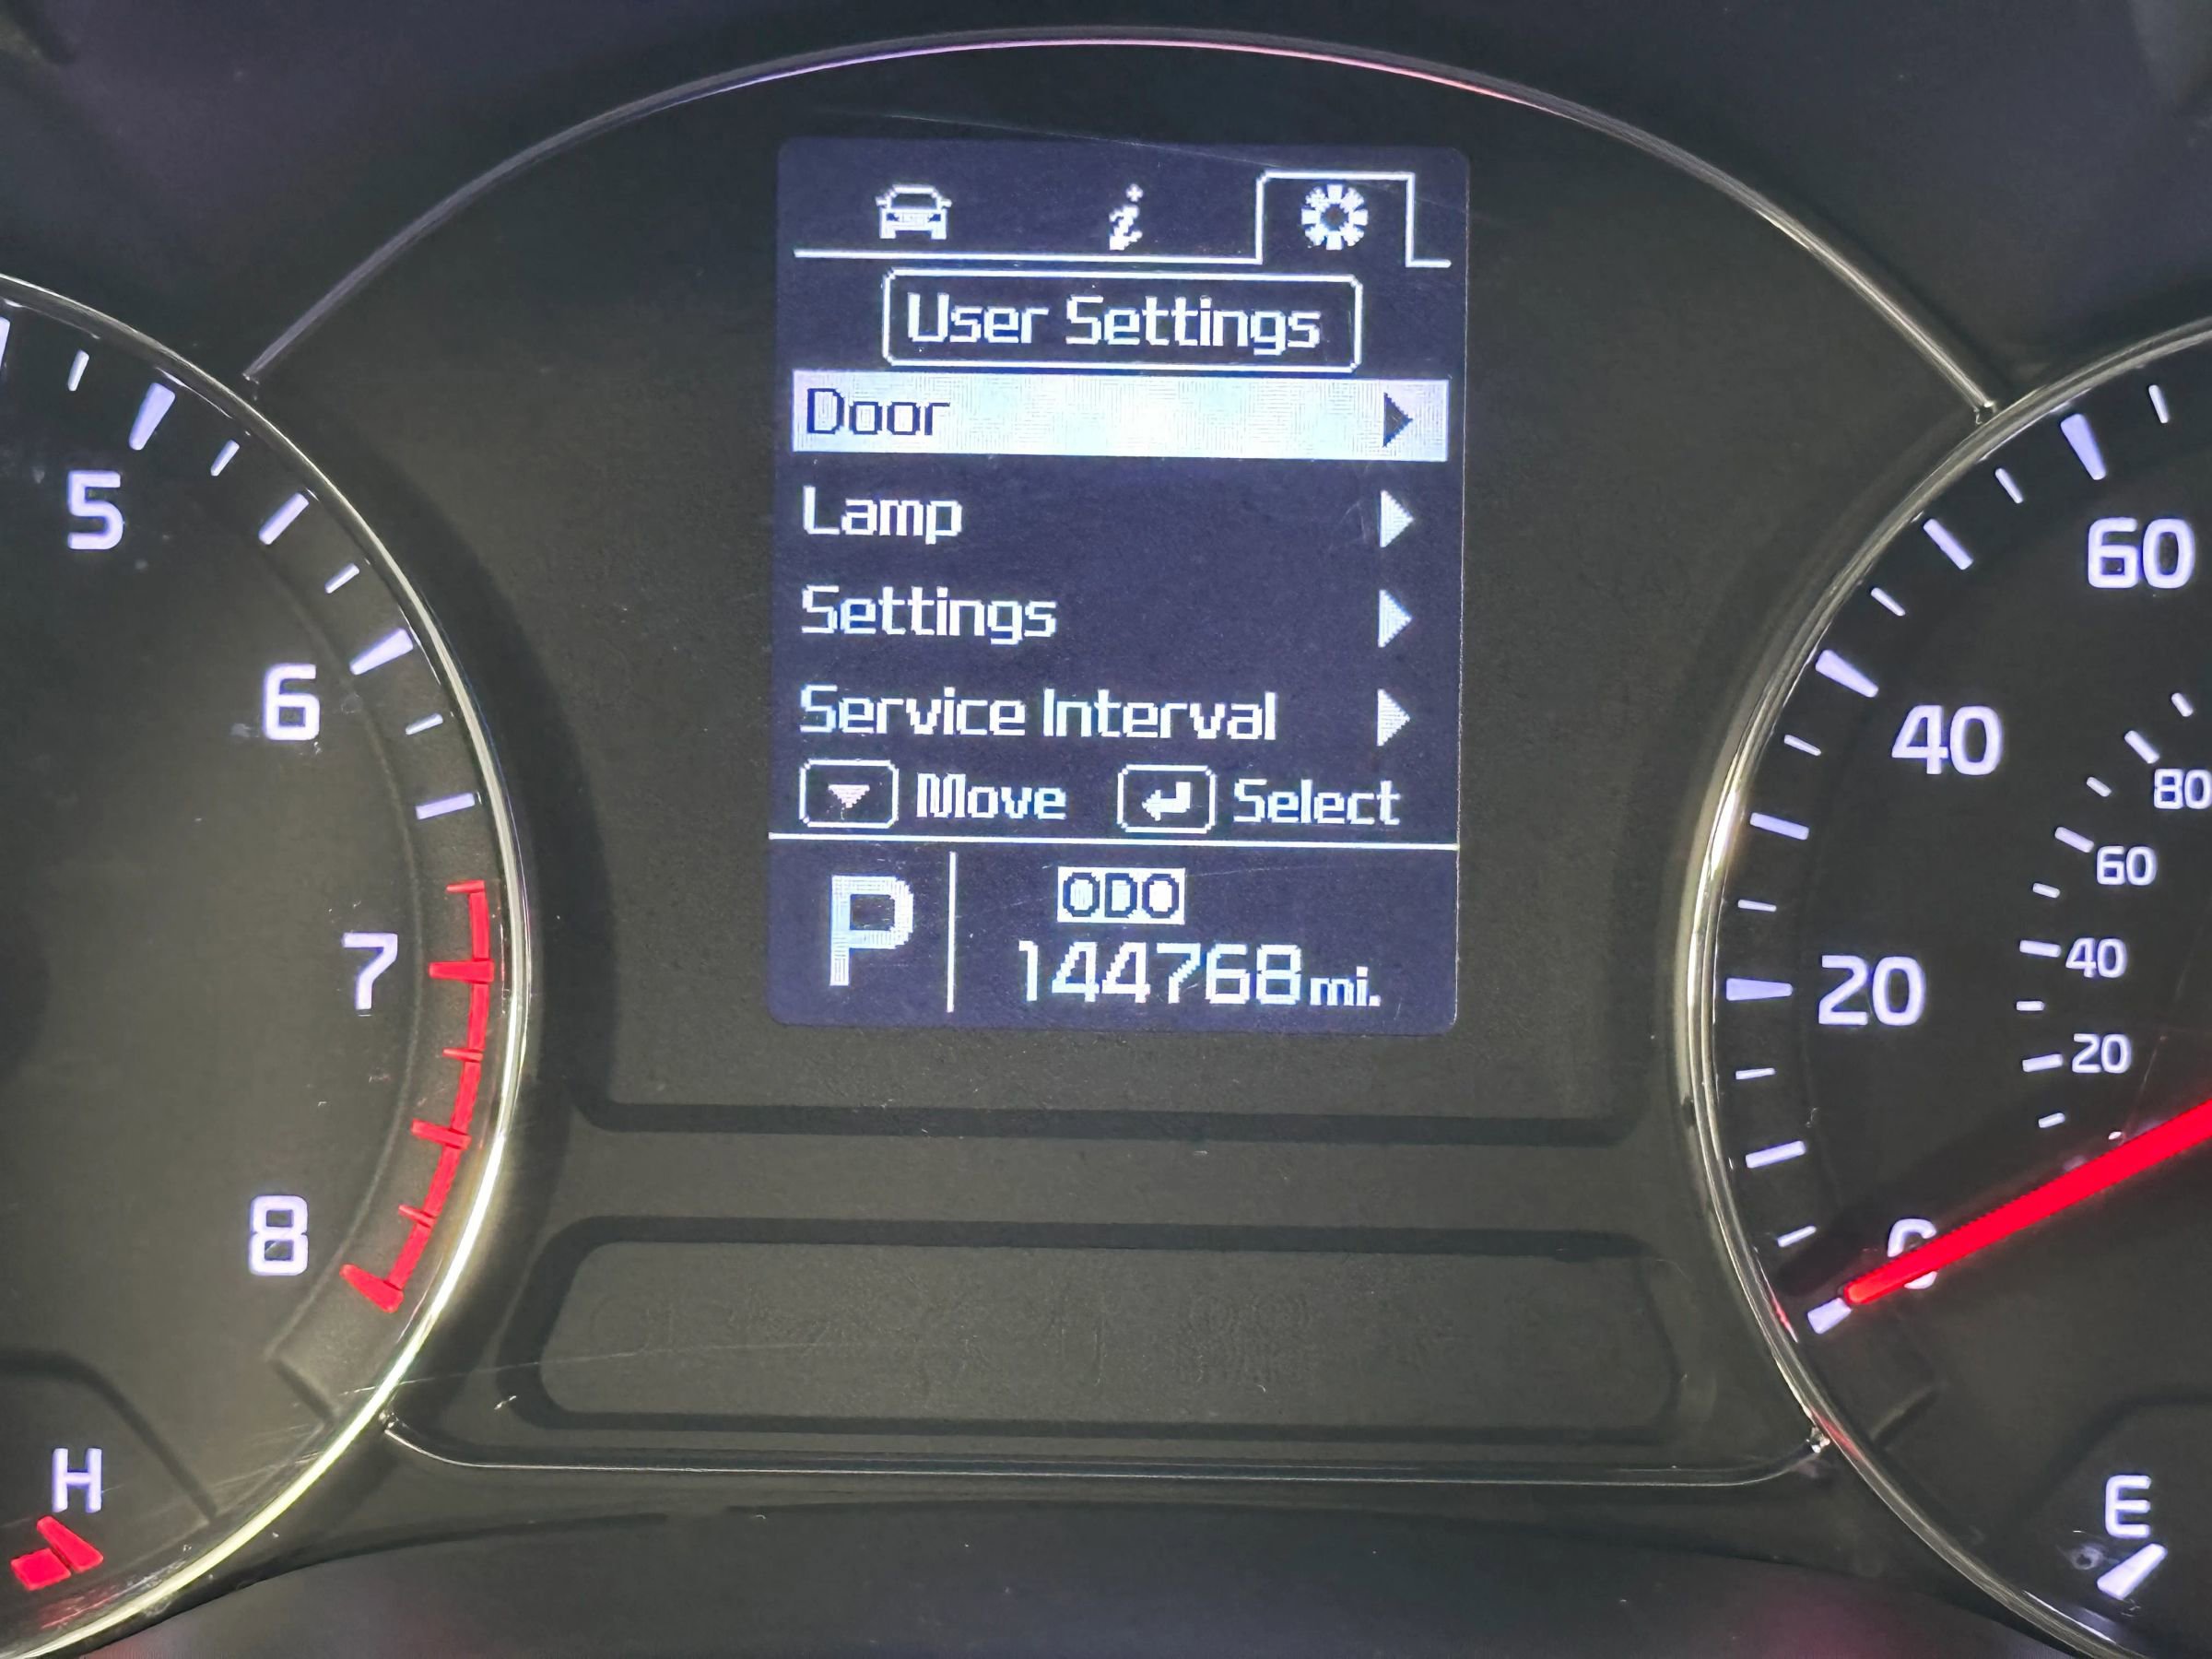 User Settings
Door
Lamp
Settings
Service Interval
Move Select
P
ODO
144768 mi.
5
6
7
8
H
60
40
20
0
80
60
40
20
E